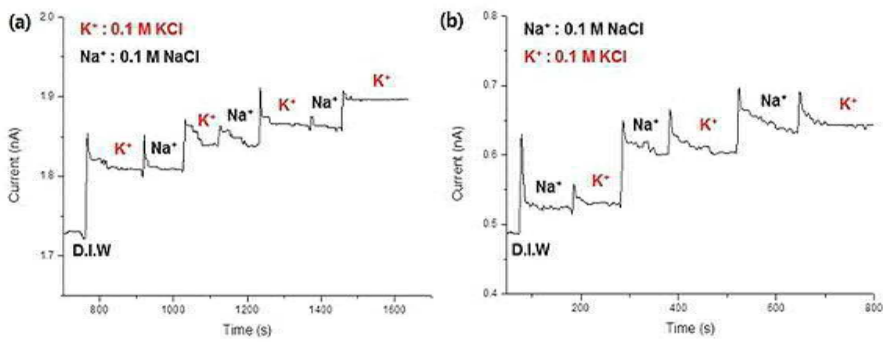 (a)
K⁺ : 0.1 M KCl
Na⁺ : 0.1 M NaCl
2.0
1.9
1.8
1.7
Current (nA)
K⁺
Na⁺
K⁺
Na⁺
K⁺
Na⁺
K⁺
D.I.W
800 1000 1200 1400 1600
Time (s)
(b)
Na⁺ : 0.1 M NaCl
K⁺ : 0.1 M KCl
0.8
0.7
0.6
0.5
0.4
Current (nA)
Na⁺
K⁺
Na⁺
K⁺
Na⁺
K⁺
D.I.W
200 400 600 800
Time (s)